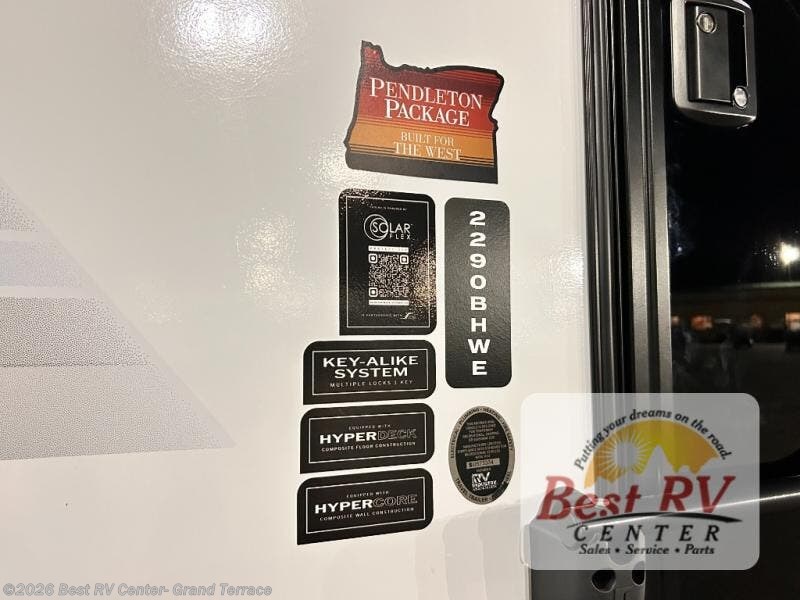 PENDLETON
PACKAGE
BUILT FOR
THE WEST
SOLAR
FLEX
2290BHWE
KEY-ALIKE
SYSTEM
MULTIPLE LOCKS 1 KEY
EQUIPPED WITH
HYPERDECK
COMPOSITE FLOOR CONSTRUCTION
EQUIPPED WITH
HYPERCORE
COMPOSITE WALL CONSTRUCTION
RV
Putting your dreams on the road.
BEST RV
CENTER
Sales • Service • Parts
©2026 Best RV Center- Grand Terrace